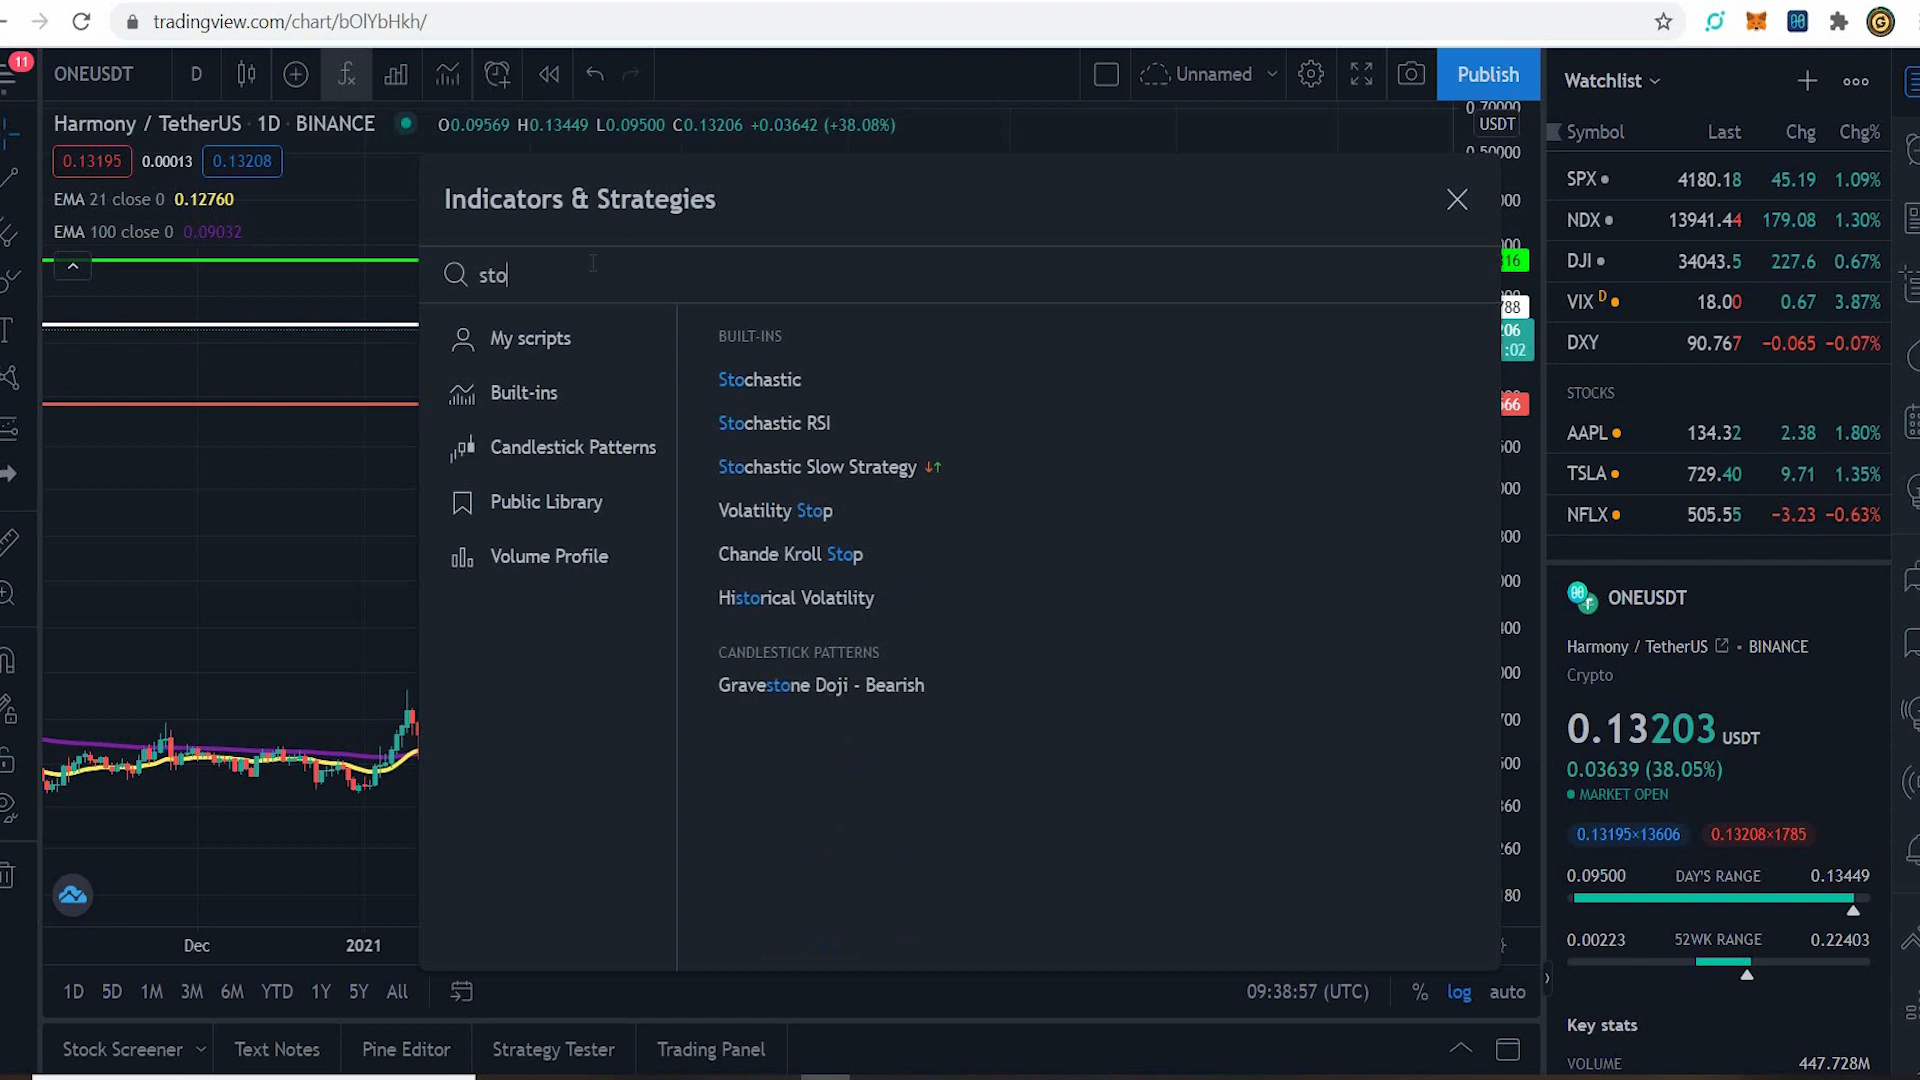 tradingview.com/chart/bOlYbHkh/
11
ONEUSDT
D
Unnamed
Publish
Harmony / TetherUS · 1D · BINANCE
O0.09569 H0.13449 L0.09500 C0.13206 +0.03642 (+38.08%)
0.13195 0.00013 0.13208
EMA 21 close 0 0.12760
EMA 100 close 0 0.09032
0.70000
USDT
0.50000
Indicators & Strategies
sto
My scripts
Built-ins
Candlestick Patterns
Public Library
Volume Profile
BUILT-INS
Stochastic
Stochastic RSI
Stochastic Slow Strategy
Volatility Stop
Chande Kroll Stop
Historical Volatility
CANDLESTICK PATTERNS
Gravestone Doji - Bearish
Dec 2021
1D 5D 1M 3M 6M YTD 1Y 5Y All
09:38:57 (UTC) % log auto
Stock Screener Text Notes Pine Editor Strategy Tester Trading Panel
Watchlist
Symbol Last Chg Chg%
SPX 4180.18 45.19 1.09%
NDX 13941.44 179.08 1.30%
DJI 34043.5 227.6 0.67%
VIX D 18.00 0.67 3.87%
DXY 90.767 −0.065 −0.07%
STOCKS
AAPL 134.32 2.38 1.80%
TSLA 729.40 9.71 1.35%
NFLX 505.55 −3.23 −0.63%
ONEUSDT
Harmony / TetherUS · BINANCE
Crypto
0.13203 USDT
0.03639 (38.05%)
MARKET OPEN
0.13195×13606 0.13208×1785
0.09500 DAY'S RANGE 0.13449
0.00223 52WK RANGE 0.22403
Key stats
VOLUME 447.728M